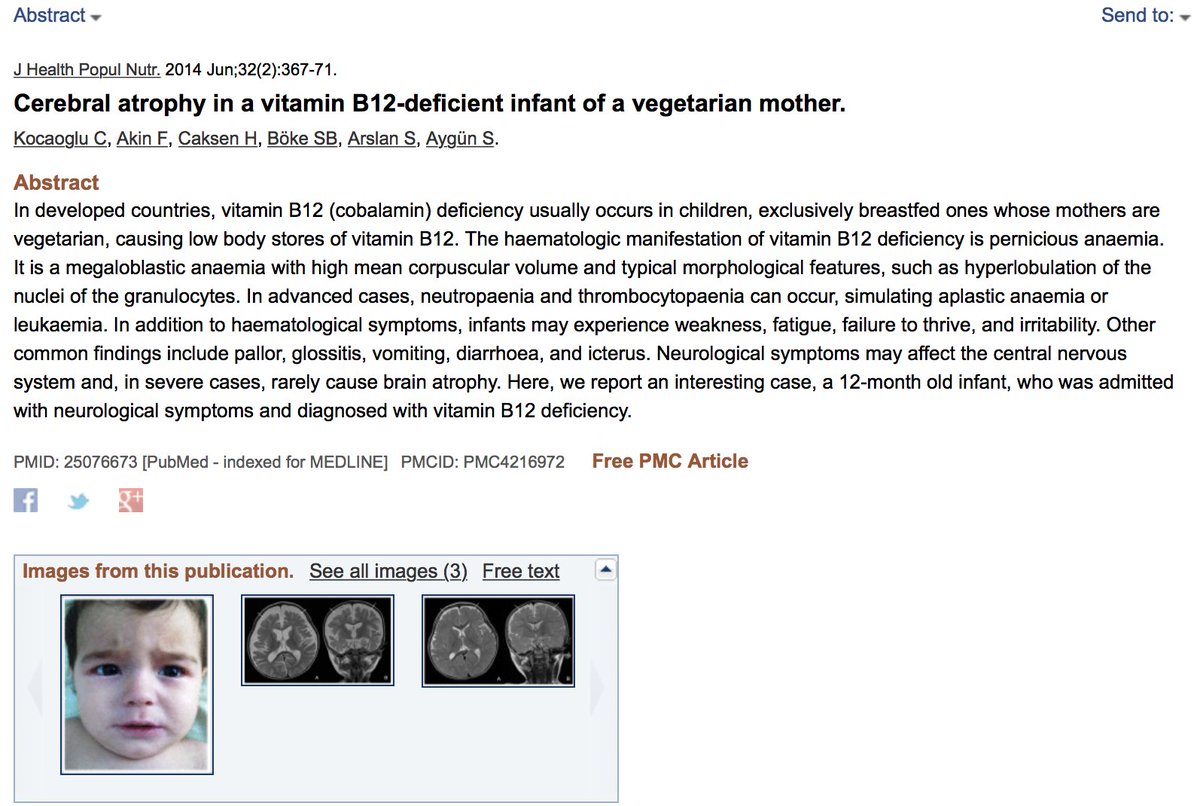 Abstract
Send to:
J Health Popul Nutr. 2014 Jun;32(2):367-71.
Cerebral atrophy in a vitamin B12-deficient infant of a vegetarian mother.
Kocaoglu C, Akin F, Caksen H, Böke SB, Arslan S, Aygün S.
Abstract
In developed countries, vitamin B12 (cobalamin) deficiency usually occurs in children, exclusively breastfed ones whose mothers are
vegetarian, causing low body stores of vitamin B12. The haematologic manifestation of vitamin B12 deficiency is pernicious anaemia.
It is a megaloblastic anaemia with high mean corpuscular volume and typical morphological features, such as hyperlobulation of the
nuclei of the granulocytes. In advanced cases, neutropaenia and thrombocytopaenia can occur, simulating aplastic anaemia or
leukaemia. In addition to haematological symptoms, infants may experience weakness, fatigue, failure to thrive, and irritability. Other
common findings include pallor, glossitis, vomiting, diarrhoea, and icterus. Neurological symptoms may affect the central nervous
system and, in severe cases, rarely cause brain atrophy. Here, we report an interesting case, a 12-month old infant, who was admitted
with neurological symptoms and diagnosed with vitamin B12 deficiency.
PMID: 25076673 [PubMed - indexed for MEDLINE] PMCID: PMC4216972 Free PMC Article
f g+
Images from this publication. See all images (3) Free text
A B A B